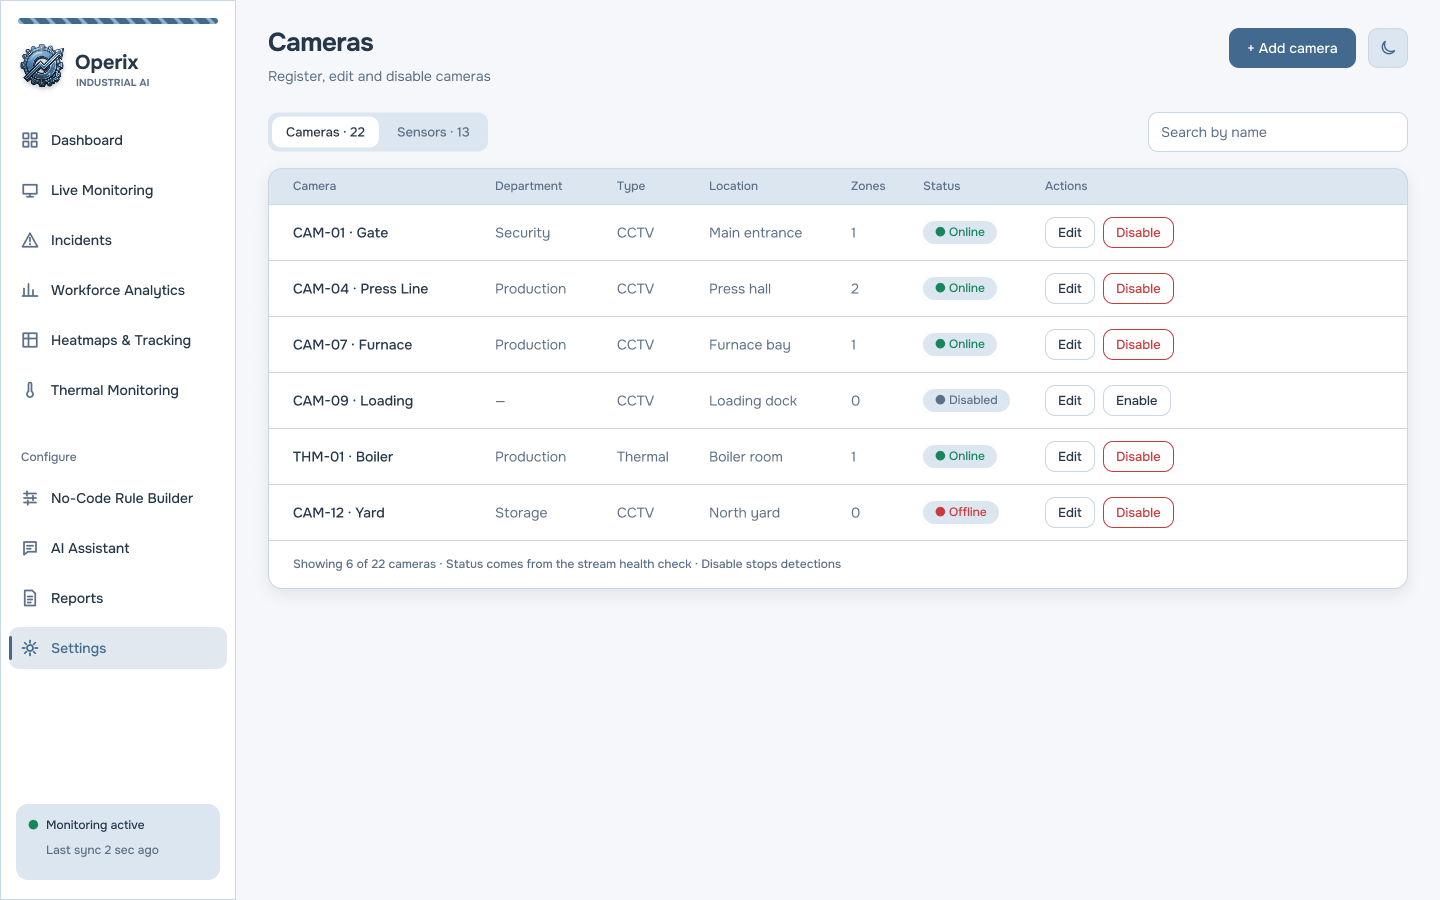 Operix
INDUSTRIAL AI
Dashboard
Live Monitoring
Incidents
Workforce Analytics
Heatmaps & Tracking
Thermal Monitoring
Configure
No-Code Rule Builder
AI Assistant
Reports
Settings
Monitoring active
Last sync 2 sec ago
Cameras
Register, edit and disable cameras
+ Add camera
Cameras · 22 Sensors · 13
Search by name
Camera Department Type Location Zones Status Actions
CAM-01 · Gate Security CCTV Main entrance 1 Online Edit Disable
CAM-04 · Press Line Production CCTV Press hall 2 Online Edit Disable
CAM-07 · Furnace Production CCTV Furnace bay 1 Online Edit Disable
CAM-09 · Loading — CCTV Loading dock 0 Disabled Edit Enable
THM-01 · Boiler Production Thermal Boiler room 1 Online Edit Disable
CAM-12 · Yard Storage CCTV North yard 0 Offline Edit Disable
Showing 6 of 22 cameras · Status comes from the stream health check · Disable stops detections